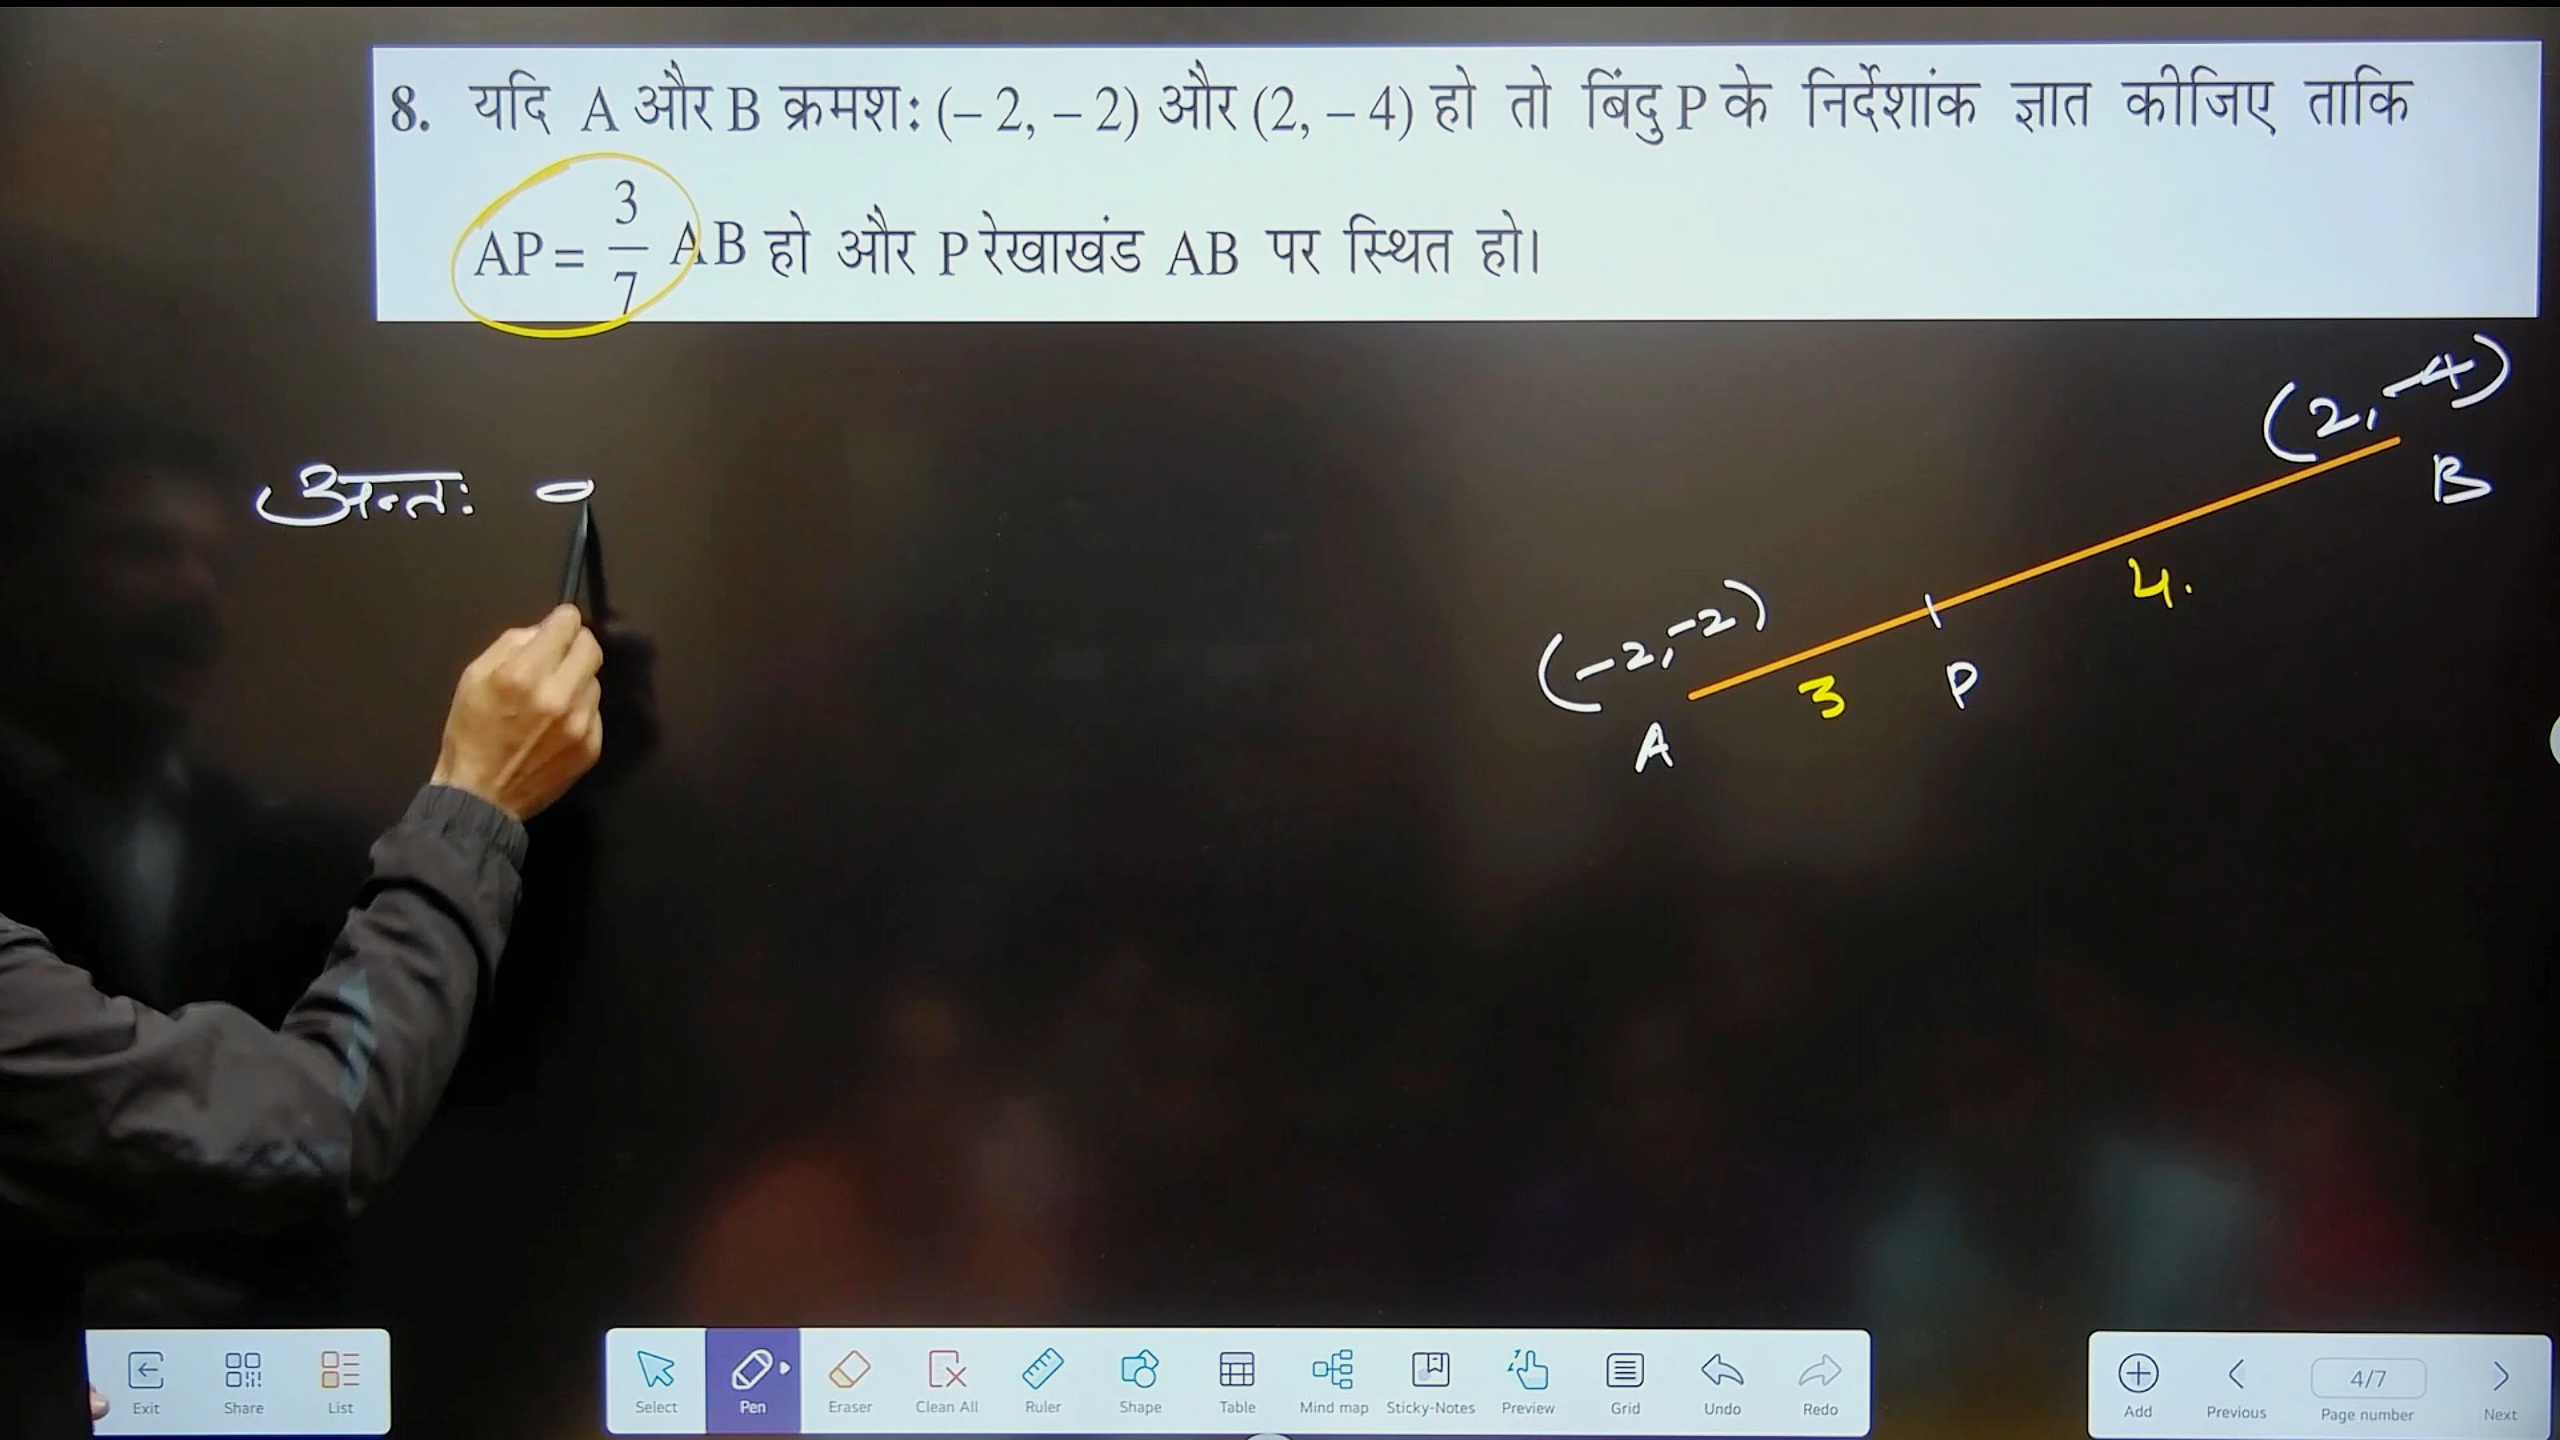 8. यदि A और B क्रमश: (– 2, – 2) और (2, – 4) हो तो बिंदु P के निर्देशांक ज्ञात कीजिए ताकि
AP = 3/7 AB हो और P रेखाखंड AB पर स्थित हो।
(2, -4)
B
अन्तः
4.
(-2, -2)
3
P
A
Exit
Share
List
Select
Pen
Eraser
Clean All
Ruler
Shape
Table
Mind map
Sticky-Notes
Preview
Grid
Undo
Redo
Add
Previous
4/7
Page number
Next